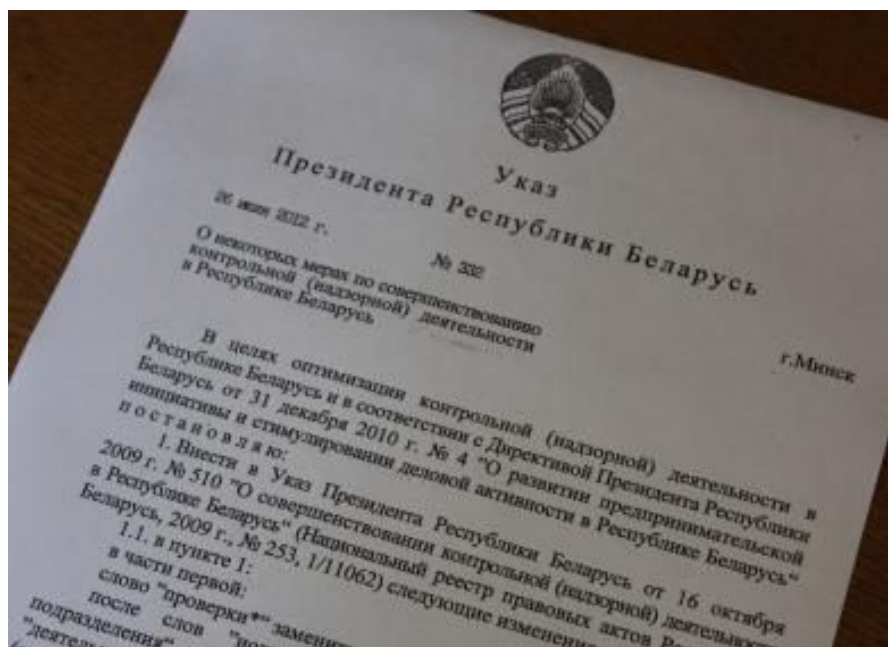 Указ
Президента Республики Беларусь
26 июля 2012 г.
№ 332
г.Минск
О некоторых мерах по совершенствованию
контрольной (надзорной) деятельности
в Республике Беларусь
В целях оптимизации контрольной (надзорной) деятельности в
Республике Беларусь и в соответствии с Директивой Президента Республики
Беларусь от 31 декабря 2010 г. № 4 "О развитии предпринимательской
инициативы и стимулировании деловой активности в Республике Беларусь"
постановляю:
1. Внести в Указ Президента Республики Беларусь от 16 октября
2009 г. № 510 "О совершенствовании контрольной (надзорной) деятельности
в Республике Беларусь" (Национальный реестр правовых актов
Беларусь, 2009 г., № 253, 1/11062) следующие
1.1. в пункте 1:
в части первой:
слово "проверки*"
после слов
подразделения"